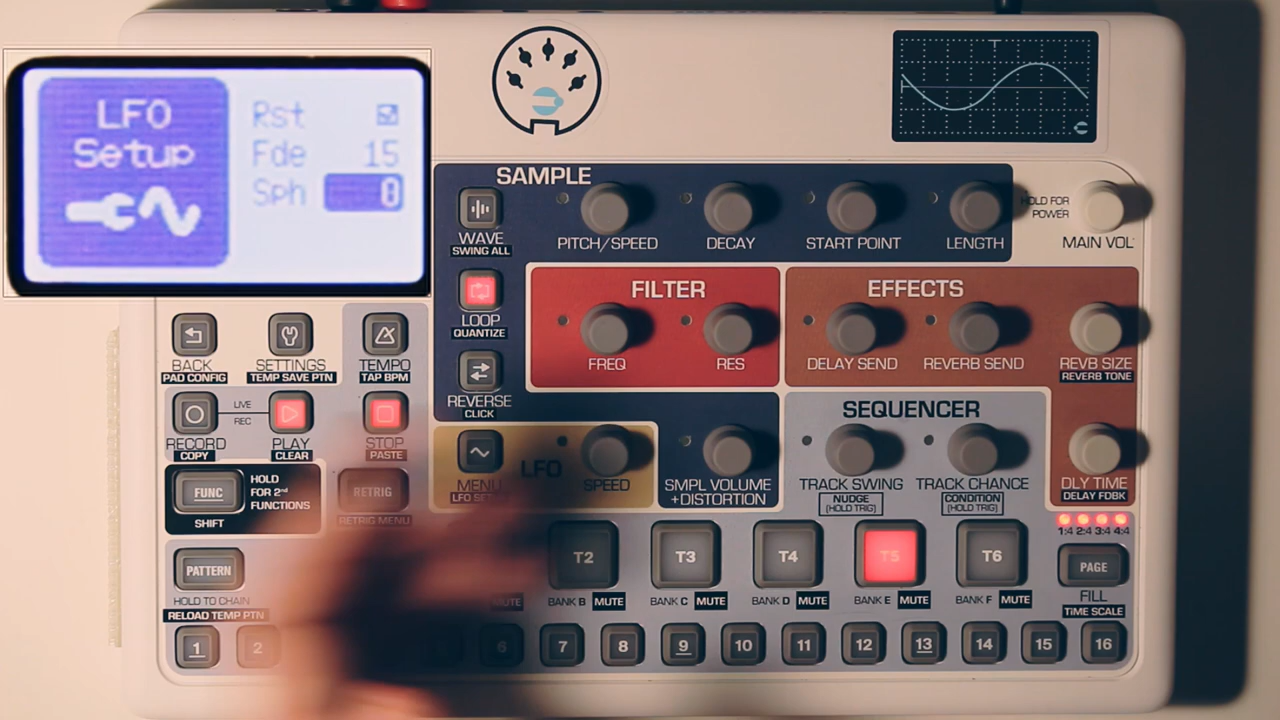 LFO
Setup
Rst
Fde 15
Sph 0
SAMPLE
WAVE
SWING ALL
PITCH/SPEED
DECAY
START POINT
LENGTH
HOLD FOR
POWER
MAIN VOL
LOOP
QUANTIZE
FILTER
FREQ
RES
EFFECTS
DELAY SEND
REVERB SEND
REVB SIZE
REVERB TONE
BACK
PAD CONFIG
SETTINGS
TEMP SAVE PTN
TEMPO
TAP BPM
REVERSE
CLICK
RECORD
COPY
LIVE
REC
PLAY
CLEAR
STOP
PASTE
MENU
LFO
SPEED
SMPL VOLUME
+DISTORTION
SEQUENCER
TRACK SWING
NUDGE
[HOLD TRIG]
TRACK CHANCE
CONDITION
[HOLD TRIG]
DLY TIME
DELAY FDBK
FUNC
SHIFT
HOLD
FOR 2nd
FUNCTIONS
RETRIG
RETRIG MENU
1:4 2:4 3:4 4:4
PATTERN
HOLD TO CHAIN
RELOAD TEMP PTN
T2
T3
T4
T5
T6
PAGE
MUTE
BANK B MUTE
BANK C MUTE
BANK D MUTE
BANK E MUTE
BANK F MUTE
FILL
TIME SCALE
1 2 6 7 8 9 10 11 12 13 14 15 16